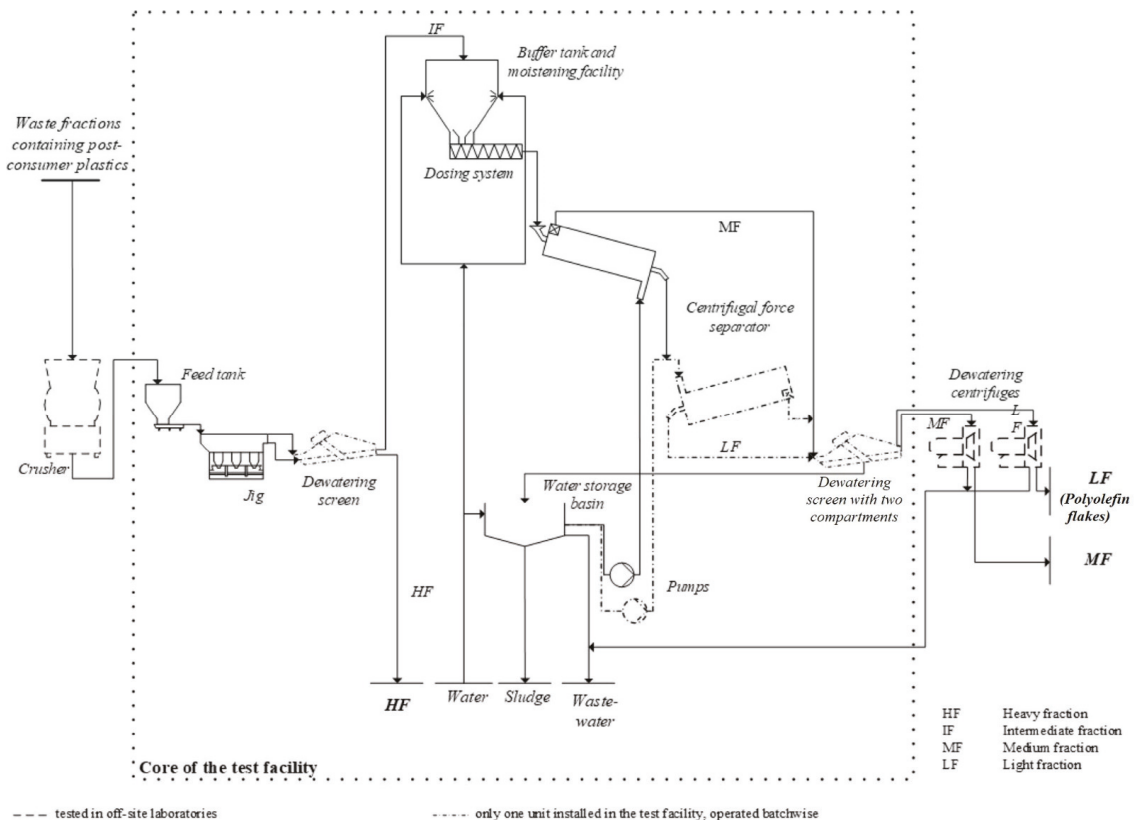 IF
Buffer tank and
moistening facility
Waste fractions
containing post-
consumer plastics
Dosing system
MF
Centrifugal force
separator
Feed tank
Dewatering
centrifuges
L
F
MF
Crusher
Jig
Dewatering
screen
LF
Water storage
basin
Dewatering
screen with two
compartments
LF
(Polyolefin
flakes)
MF
HF
Pumps
HF
Water
Sludge
Waste-
water
HF Heavy fraction
IF Intermediate fraction
MF Medium fraction
LF Light fraction
Core of the test facility
tested in off-site laboratories
only one unit installed in the test facility, operated batchwise